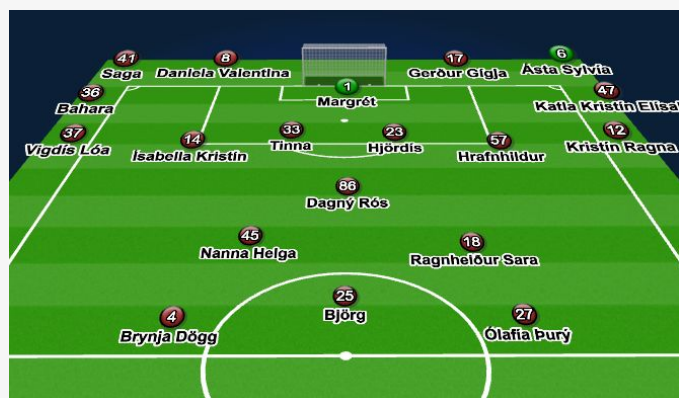 41
Saga
8
Daniela Valentina
17
Gerður Gígja
6
Ásta Sylvía
36
Bahara
1
Margrét
47
Katla Kristín Elísab
37
Vigdís Lóa
14
Ísabella Kristín
33
Tinna
23
Hjördís
57
Hrafnhildur
12
Kristín Ragna
86
Dagný Rós
45
Nanna Helga
18
Ragnheiður Sara
4
Brynja Dögg
25
Björg
27
Ólafía Þurý